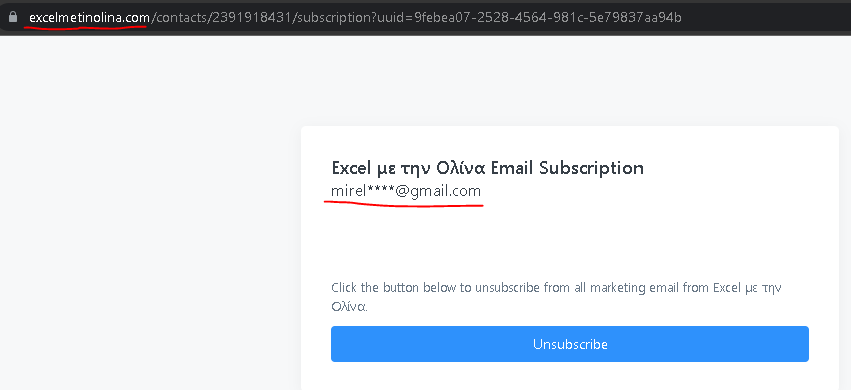 excelmetinolina.com/contacts/2391918431/subscription?uuid=9febea07-2528-4564-981c-5e79837aa94b
Excel με την Ολίνα Email Subscription
mirel****@gmail.com
Click the button below to unsubscribe from all marketing email from Excel με την
Ολίνα.
Unsubscribe